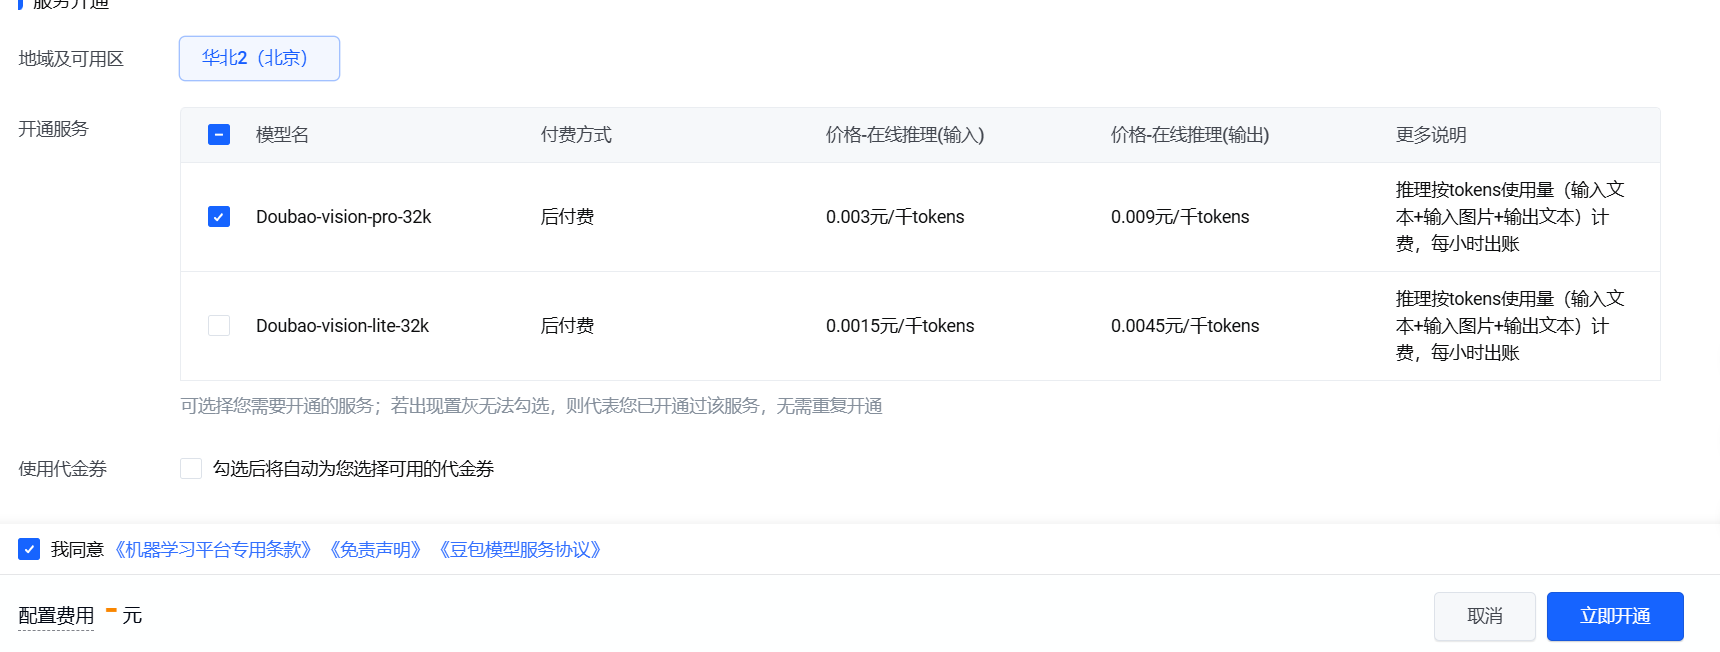 服务开通
地域及可用区
华北2（北京）
开通服务
模型名 付费方式 价格-在线推理(输入) 价格-在线推理(输出) 更多说明
Doubao-vision-pro-32k 后付费 0.003元/千tokens 0.009元/千tokens 推理按tokens使用量（输入文
本+输入图片+输出文本）计
费，每小时出账
Doubao-vision-lite-32k 后付费 0.0015元/千tokens 0.0045元/千tokens 推理按tokens使用量（输入文
本+输入图片+输出文本）计
费，每小时出账
可选择您需要开通的服务；若出现置灰无法勾选，则代表您已开通过该服务，无需重复开通
使用代金券 勾选后将自动为您选择可用的代金券
我同意《机器学习平台专用条款》《免责声明》《豆包模型服务协议》
配置费用 - 元
取消 立即开通